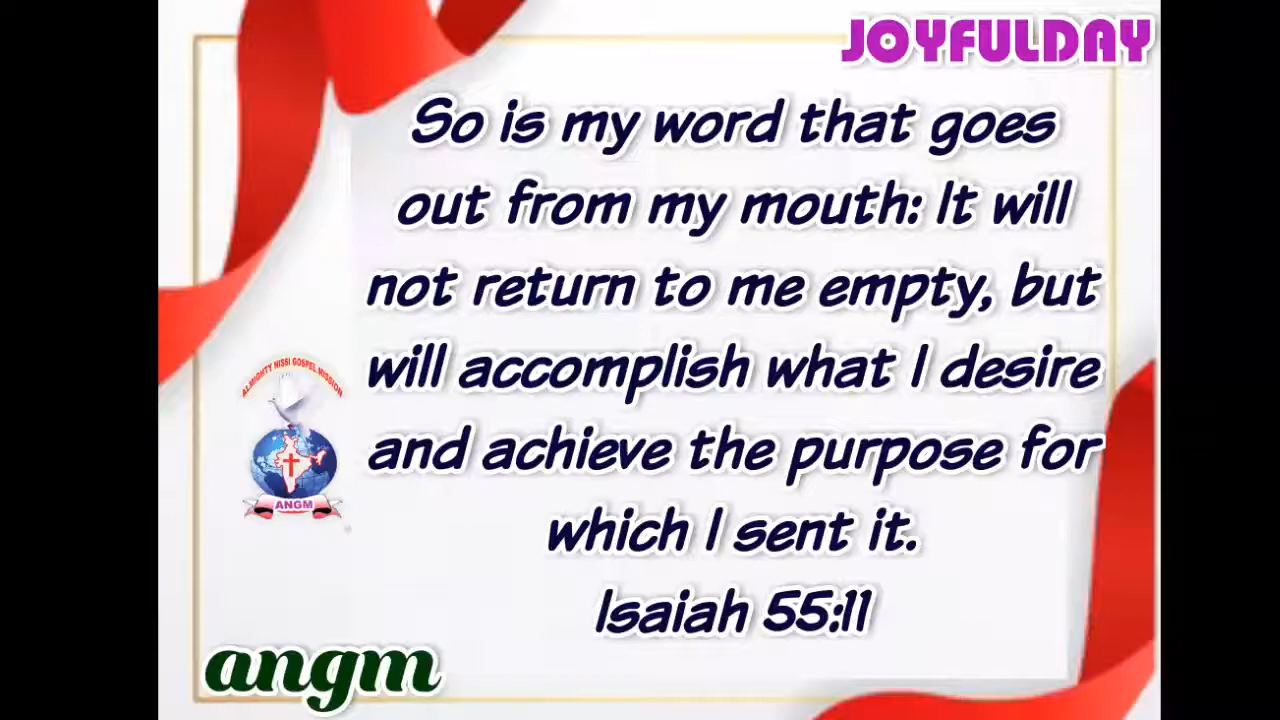 JOYFULDAY
So is my word that goes
out from my mouth: It will
not return to me empty, but
will accomplish what I desire
and achieve the purpose for
which I sent it.
Isaiah 55:11
ALMIGHTY NISSI GOSPEL MISSION
ANGM
angm